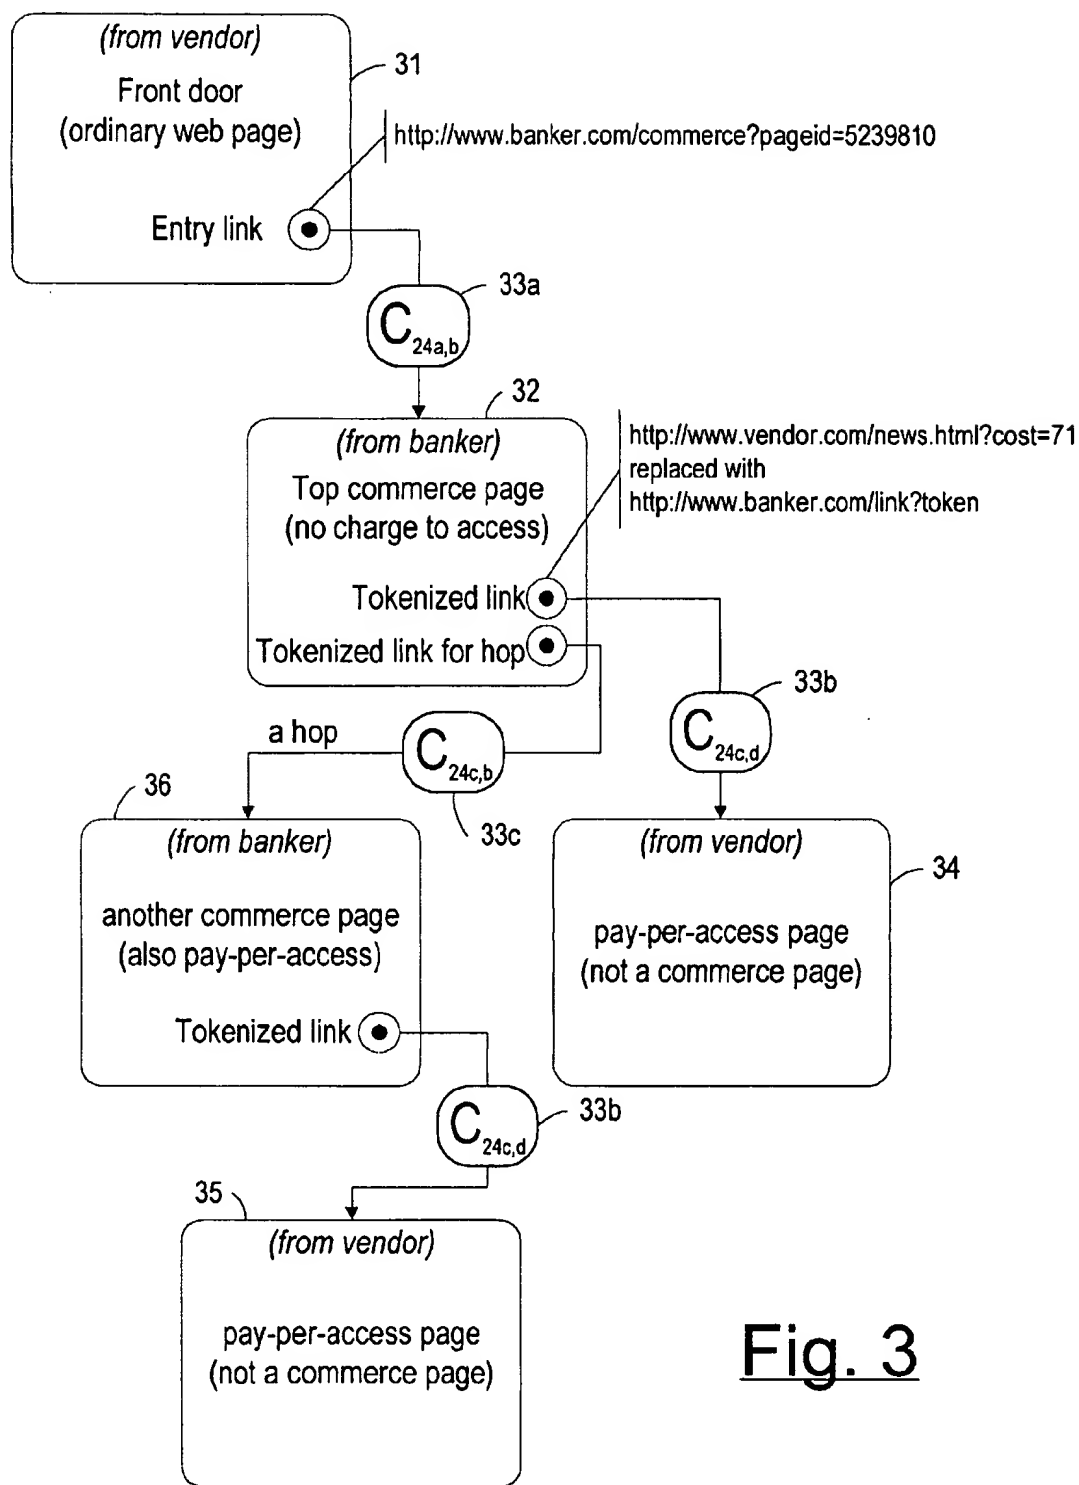 (from vendor)
Front door
(ordinary web page)
31
http://www.banker.com/commerce?pageid=5239810
Entry link
33a
C24a,b
32
(from banker)
Top commerce page
(no charge to access)
http://www.vendor.com/news.html?cost=71
replaced with
http://www.banker.com/link?token
Tokenized link
Tokenized link for hop
33b
C24c,d
a hop
C24c,b
33c
36
(from banker)
another commerce page
(also pay-per-access)
Tokenized link
(from vendor)
34
pay-per-access page
(not a commerce page)
33b
C24c,d
35
(from vendor)
pay-per-access page
(not a commerce page)
Fig. 3